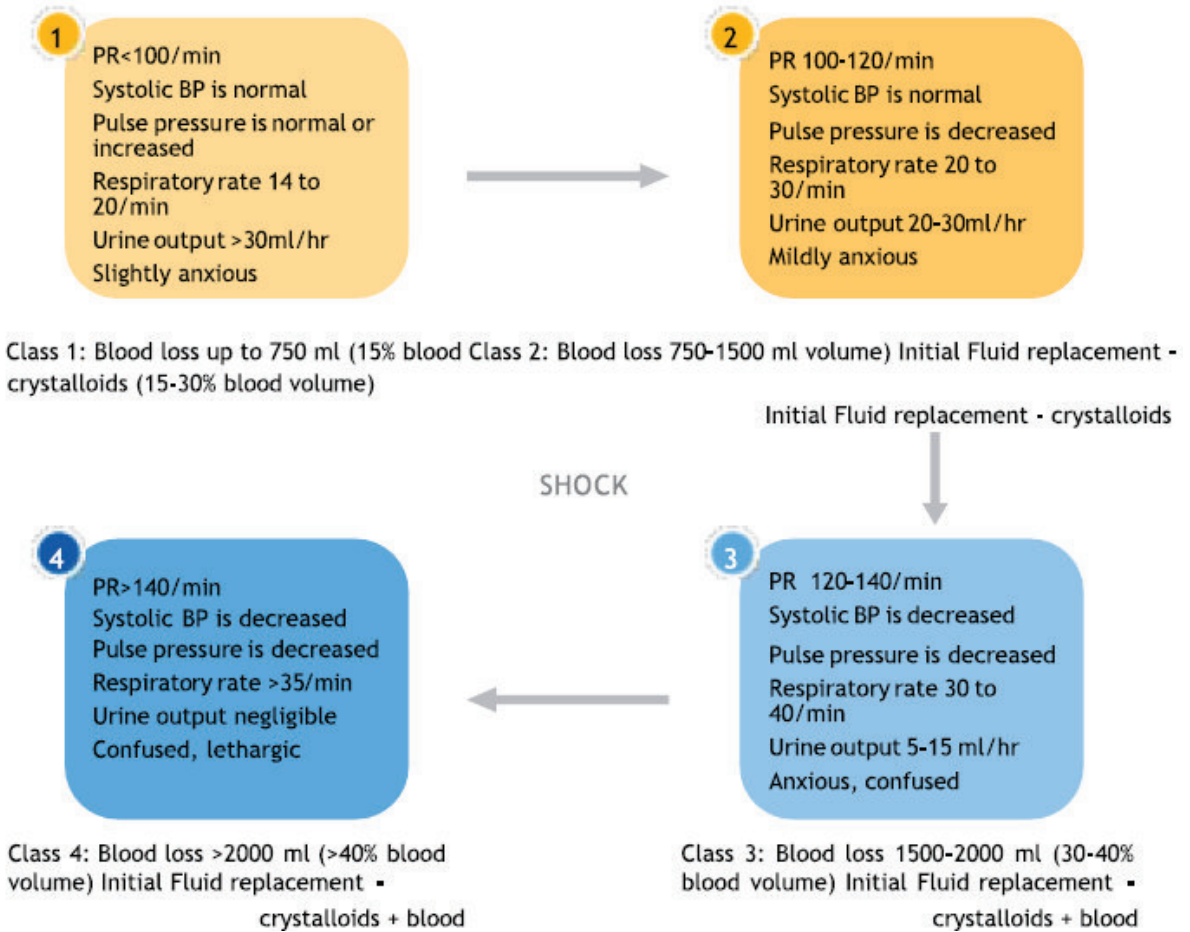 1
PR<100/min
Systolic BP is normal
Pulse pressure is normal or
increased
Respiratory rate 14 to
20/min
Urine output >30ml/hr
Slightly anxious
2
PR 100-120/min
Systolic BP is normal
Pulse pressure is decreased
Respiratory rate 20 to
30/min
Urine output 20-30ml/hr
Mildly anxious
Class 1: Blood loss up to 750 ml (15% blood Class 2: Blood loss 750-1500 ml volume) Initial Fluid replacement -
crystalloids (15-30% blood volume)
Initial Fluid replacement - crystalloids
SHOCK
3
PR 120-140/min
Systolic BP is decreased
Pulse pressure is decreased
Respiratory rate 30 to
40/min
Urine output 5-15 ml/hr
Anxious, confused
Class 3: Blood loss 1500-2000 ml (30-40%
blood volume) Initial Fluid replacement -
crystalloids + blood
4
PR>140/min
Systolic BP is decreased
Pulse pressure is decreased
Respiratory rate >35/min
Urine output negligible
Confused, lethargic
Class 4: Blood loss >2000 ml (>40% blood
volume) Initial Fluid replacement -
crystalloids + blood